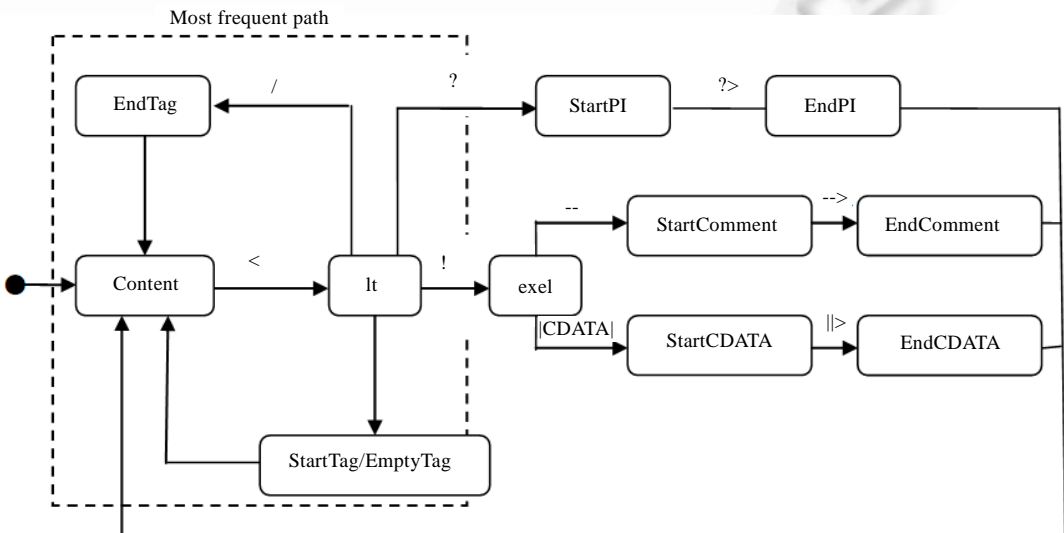 Most frequent path
EndTag
/
?
StartPI
?>
EndPI
--
StartComment
-->
EndComment
Content
<
lt
!
exel
|CDATA|
StartCDATA
||>
EndCDATA
StartTag/EmptyTag